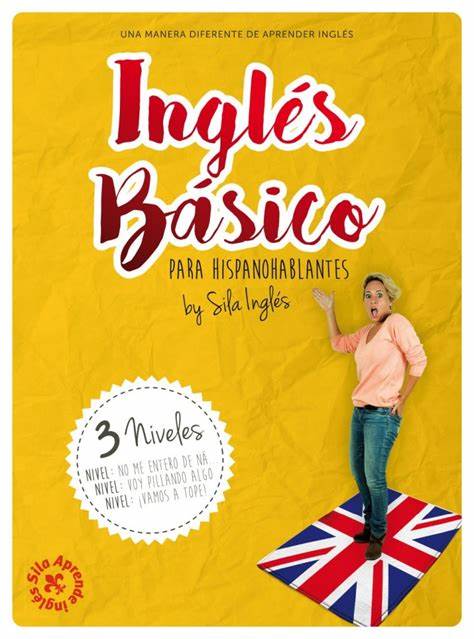 UNA MANERA DIFERENTE DE APRENDER INGLÉS
Inglés
Básico
PARA HISPANOHABLANTES
by Sila Inglés
3 Niveles
NIVEL: NO ME ENTERO DE NÁ
NIVEL: VOY PILLANDO ALGO
NIVEL: ¡VAMOS A TOPE!
Sila Aprende inglés